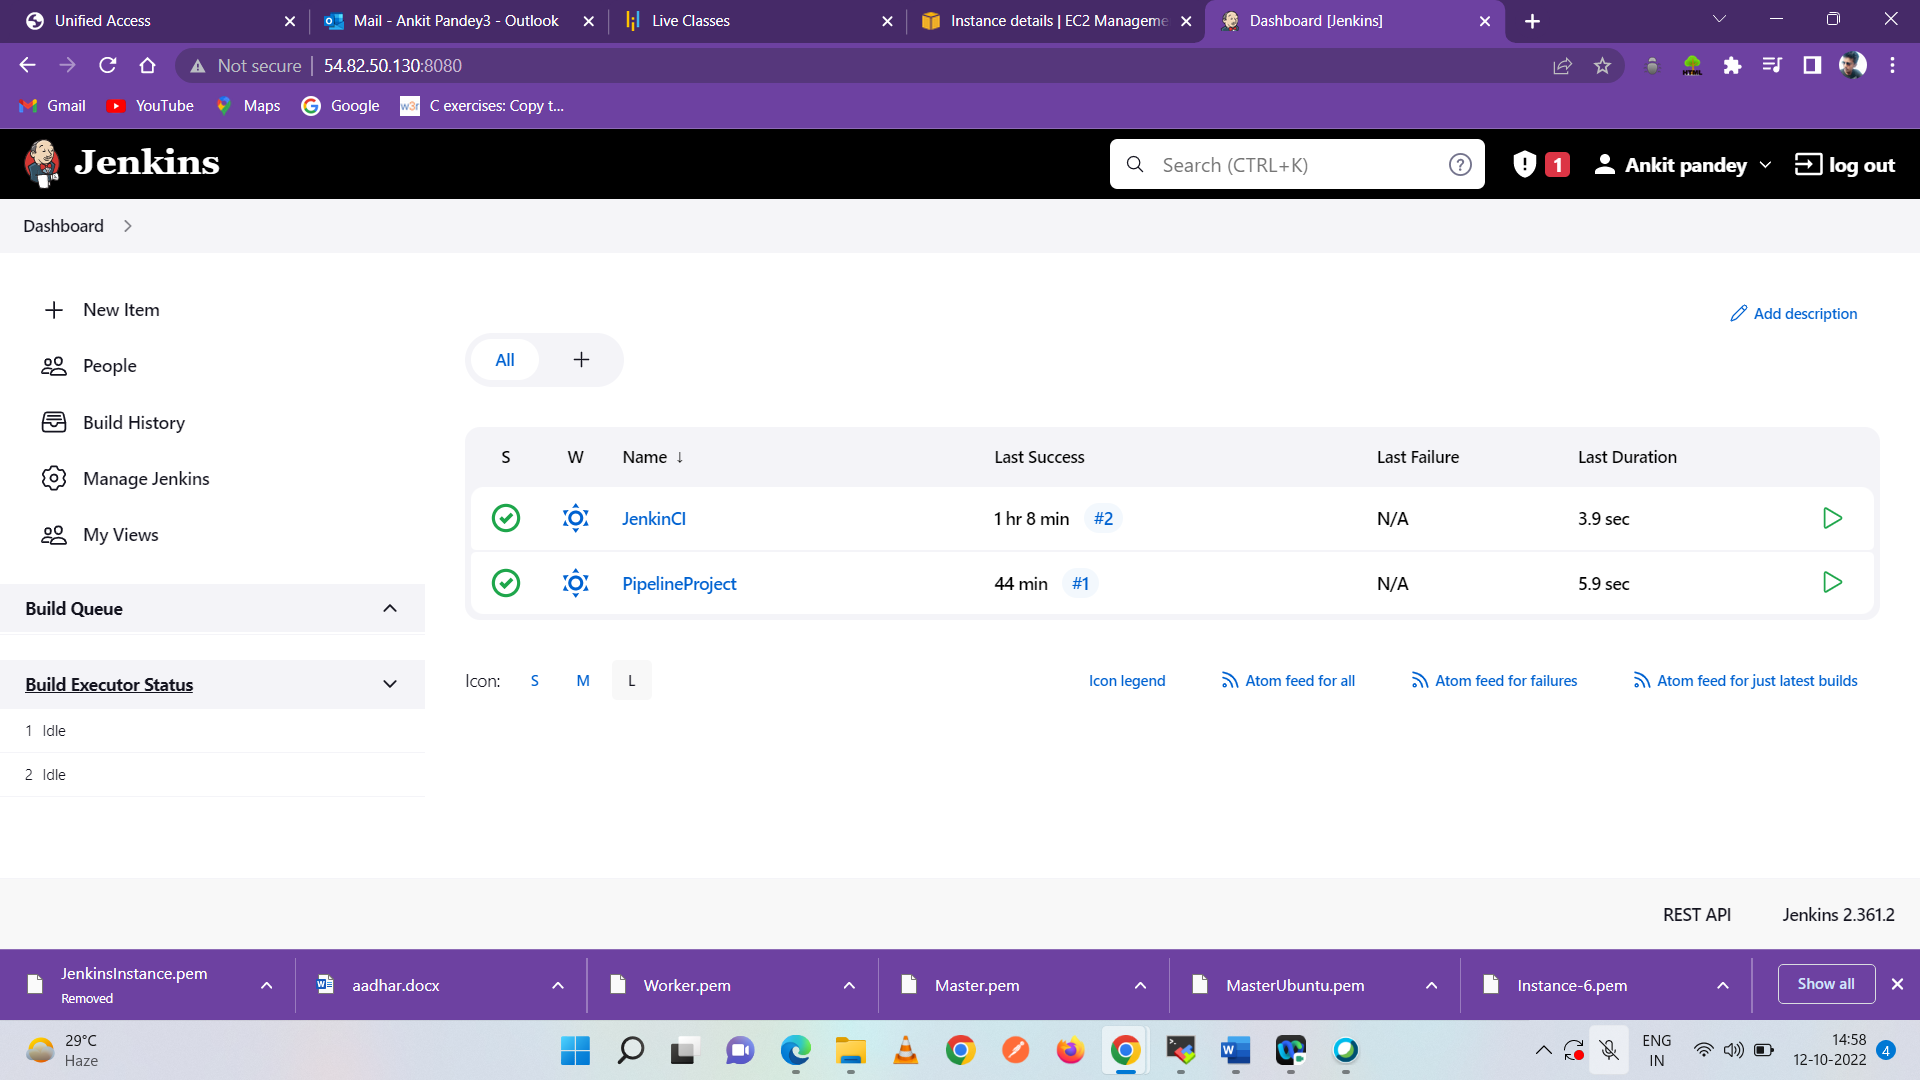 Unified Access
Mail - Ankit Pandey3 - Outlook
Live Classes
Instance details | EC2 Manageme
Dashboard [Jenkins]
Not secure
54.82.50.130:8080
Gmail
YouTube
Maps
Google
w3r
C exercises: Copy t...
Jenkins
Search (CTRL+K)
1
Ankit pandey
log out
Dashboard
New Item
People
Build History
Manage Jenkins
My Views
Build Queue
Build Executor Status
1 Idle
2 Idle
Add description
All
S W Name ↓ Last Success Last Failure Last Duration
JenkinCI 1 hr 8 min #2 N/A 3.9 sec
PipelineProject 44 min #1 N/A 5.9 sec
Icon: S M L
Icon legend
Atom feed for all
Atom feed for failures
Atom feed for just latest builds
REST API
Jenkins 2.361.2
JenkinsInstance.pem
Removed
aadhar.docx
Worker.pem
Master.pem
MasterUbuntu.pem
Instance-6.pem
Show all
29°C
Haze
ENG
IN
14:58
12-10-2022
4